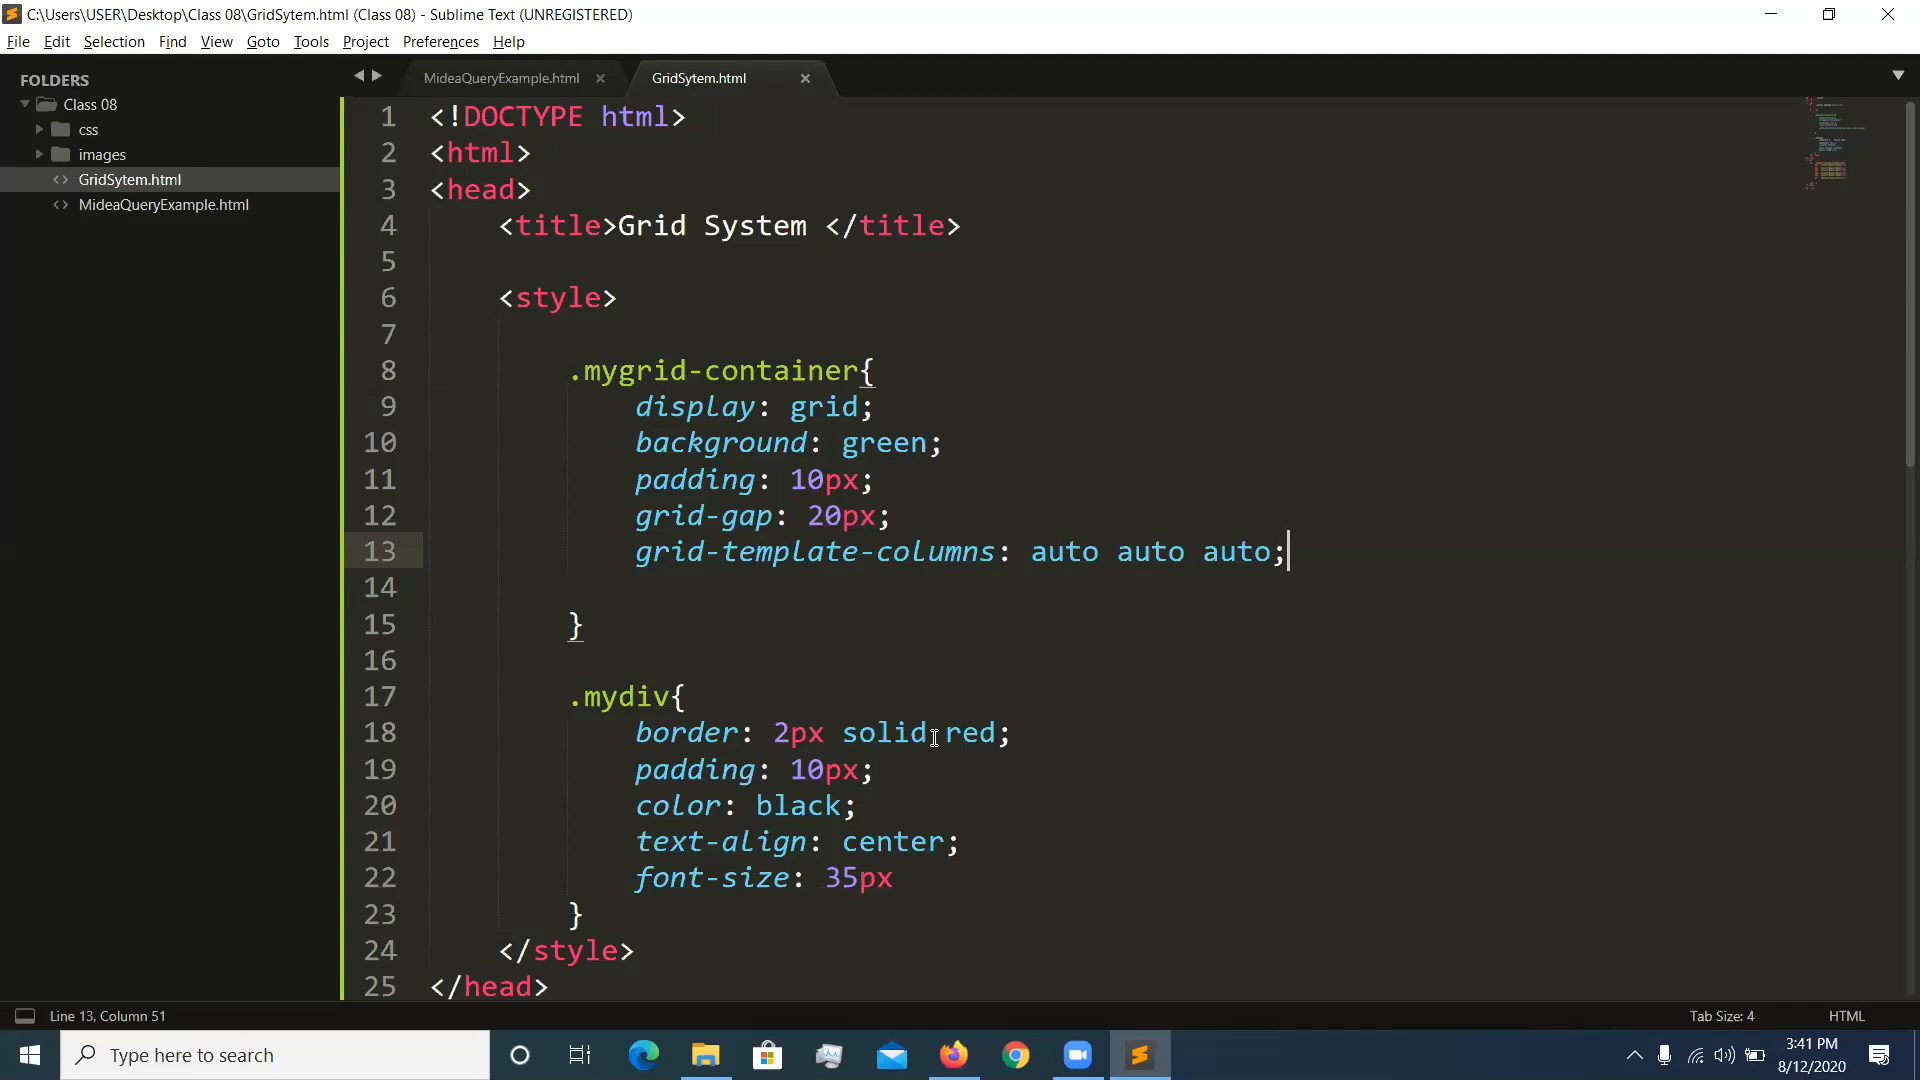 C:\Users\USER\Desktop\Class 08\GridSytem.html (Class 08) - Sublime Text (UNREGISTERED)
File Edit Selection Find View Goto Tools Project Preferences Help
FOLDERS
Class 08
css
images
GridSytem.html
MideaQueryExample.html
MideaQueryExample.html GridSytem.html
1 <!DOCTYPE html>
2 <html>
3 <head>
4 <title>Grid System </title>
5
6 <style>
7
8 .mygrid-container{
9 display: grid;
10 background: green;
11 padding: 10px;
12 grid-gap: 20px;
13 grid-template-columns: auto auto auto;
14
15 }
16
17 .mydiv{
18 border: 2px solid red;
19 padding: 10px;
20 color: black;
21 text-align: center;
22 font-size: 35px
23 }
24 </style>
25 </head>
Line 13, Column 51 Tab Size: 4 HTML
Type here to search
3:41 PM
8/12/2020